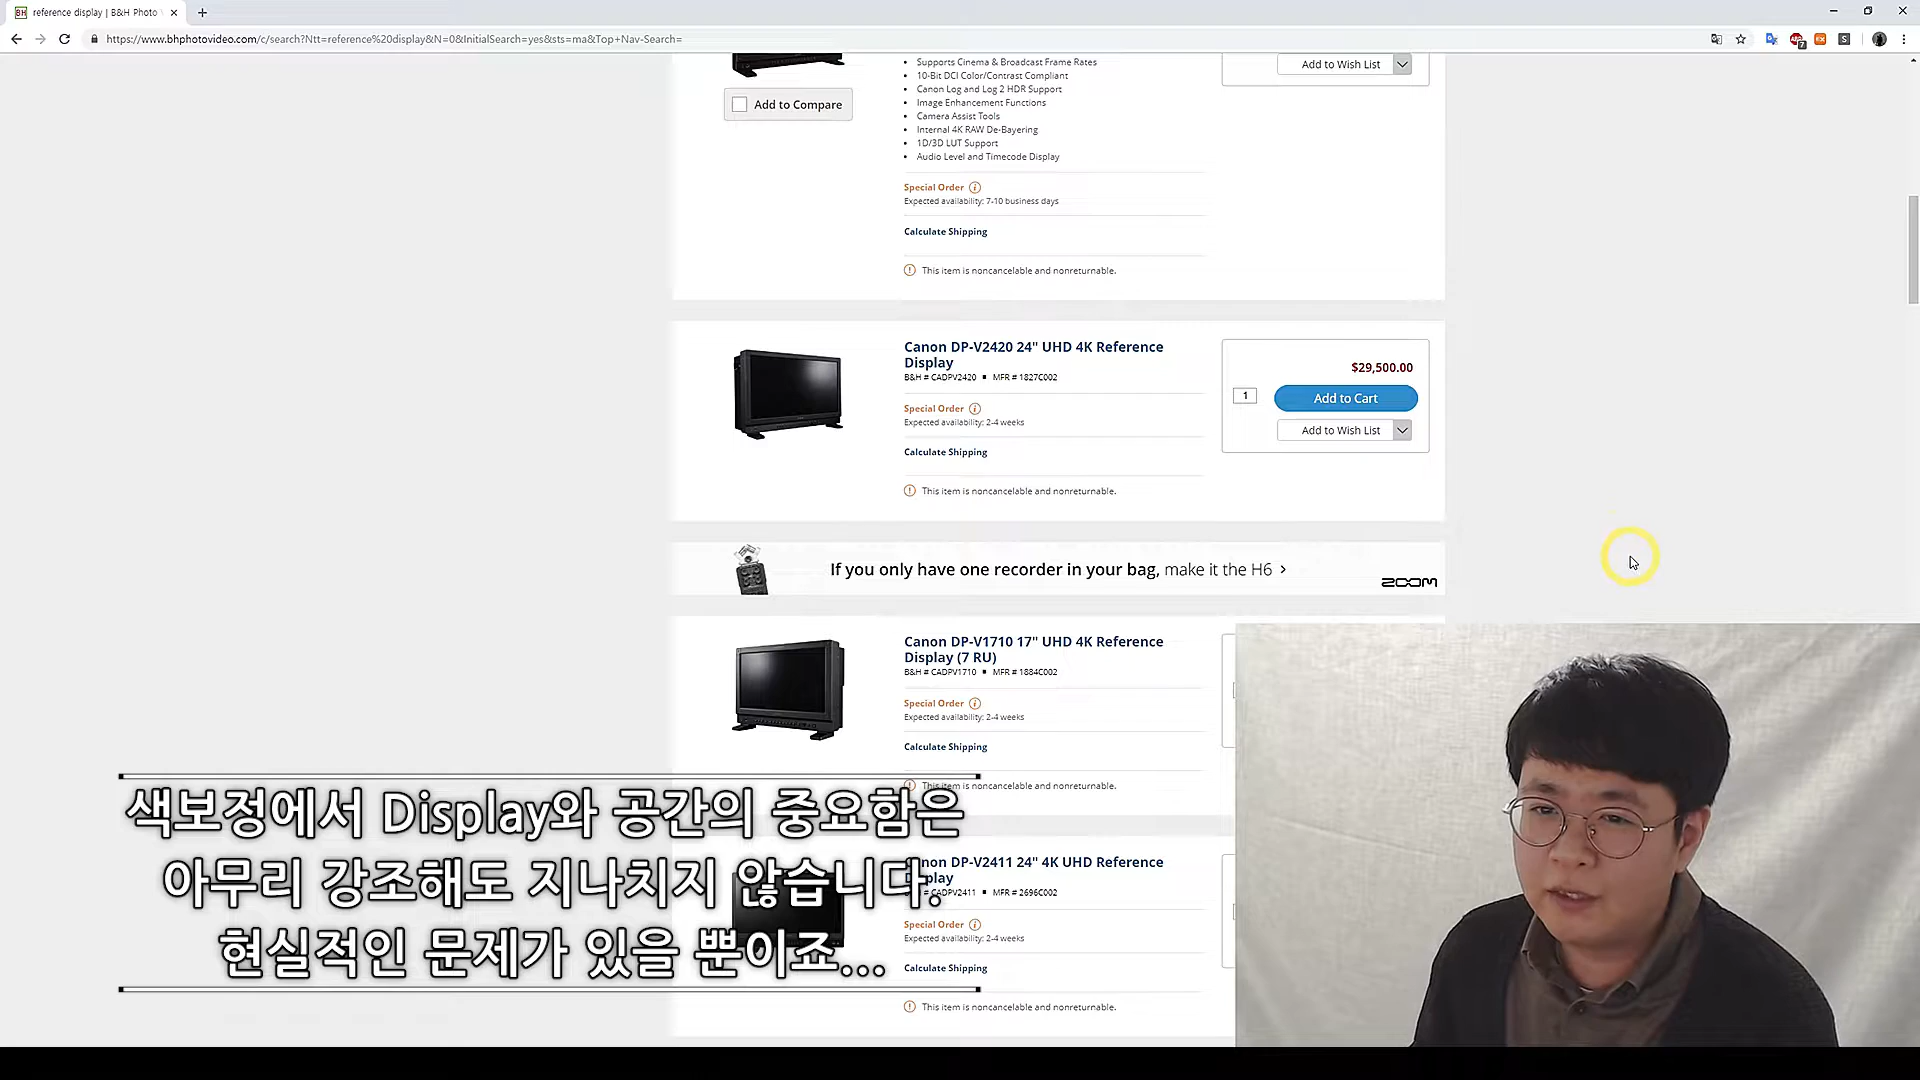 reference display | B&H Photo
https://www.bhphotovideo.com/c/search?Ntt=reference%20display&N=0&InitialSearch=yes&sts=ma&Top+Nav-Search=
Supports Cinema & Broadcast Frame Rates
10-Bit DCI Color/Contrast Compliant
Canon Log and Log 2 HDR Support
Image Enhancement Functions
Camera Assist Tools
Internal 4K RAW De-Bayering
1D/3D LUT Support
Audio Level and Timecode Display
Add to Wish List
Add to Compare
Special Order
Expected availability: 7-10 business days
Calculate Shipping
This item is noncancelable and nonreturnable.
Canon DP-V2420 24" UHD 4K Reference
Display
B&H # CADPV2420 ■ MFR # 1827C002
Special Order
Expected availability: 2-4 weeks
Calculate Shipping
This item is noncancelable and nonreturnable.
$29,500.00
1 Add to Cart
Add to Wish List
If you only have one recorder in your bag, make it the H6 >
zoom
Canon DP-V1710 17" UHD 4K Reference
Display (7 RU)
B&H # CADPV1710 ■ MFR # 1884C002
Special Order
Expected availability: 2-4 weeks
Calculate Shipping
This item is noncancelable and nonreturnable.
non DP-V2411 24" 4K UHD Reference
play
# CADPV2411 ■ MFR # 2696C002
Special Order
Expected availability: 2-4 weeks
Calculate Shipping
This item is noncancelable and nonreturnable.
색보정에서 Display와 공간의 중요함은
아무리 강조해도 지나치지 않습니다.
현실적인 문제가 있을 뿐이죠...